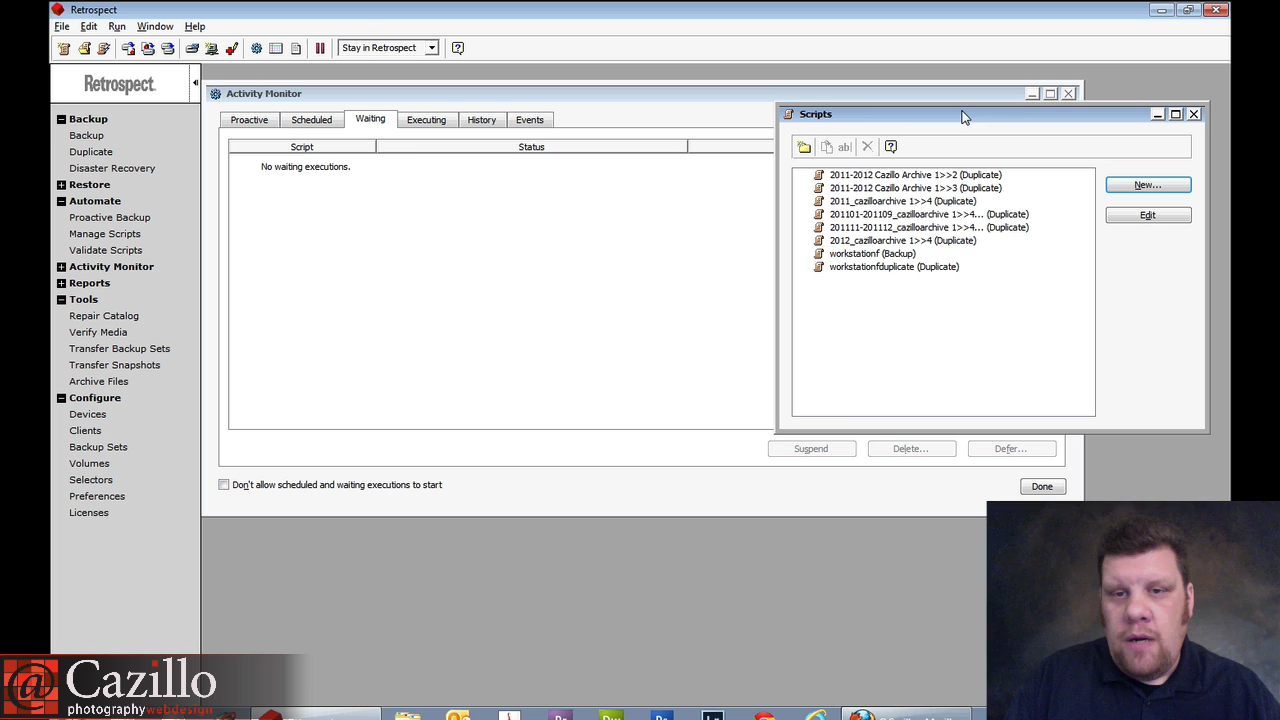 Retrospect
File Edit Run Window Help
Stay in Retrospect
Retrospect.
Backup
Backup
Duplicate
Disaster Recovery
Restore
Automate
Proactive Backup
Manage Scripts
Validate Scripts
Activity Monitor
Reports
Tools
Repair Catalog
Verify Media
Transfer Backup Sets
Transfer Snapshots
Archive Files
Configure
Devices
Clients
Backup Sets
Volumes
Selectors
Preferences
Licenses
Activity Monitor
Proactive Scheduled Waiting Executing History Events
Script Status
No waiting executions.
Suspend Delete... Defer...
Don't allow scheduled and waiting executions to start
Done
Scripts
ab|
2011-2012 Cazillo Archive 1>>2 (Duplicate)
2011-2012 Cazillo Archive 1>>3 (Duplicate)
2011_cazilloarchive 1>>4 (Duplicate)
201101-201109_cazilloarchive 1>>4... (Duplicate)
201111-201112_cazilloarchive 1>>4... (Duplicate)
2012_cazilloarchive 1>>4 (Duplicate)
workstationf (Backup)
workstationfduplicate (Duplicate)
New...
Edit
@Cazillo
photographywebdesign